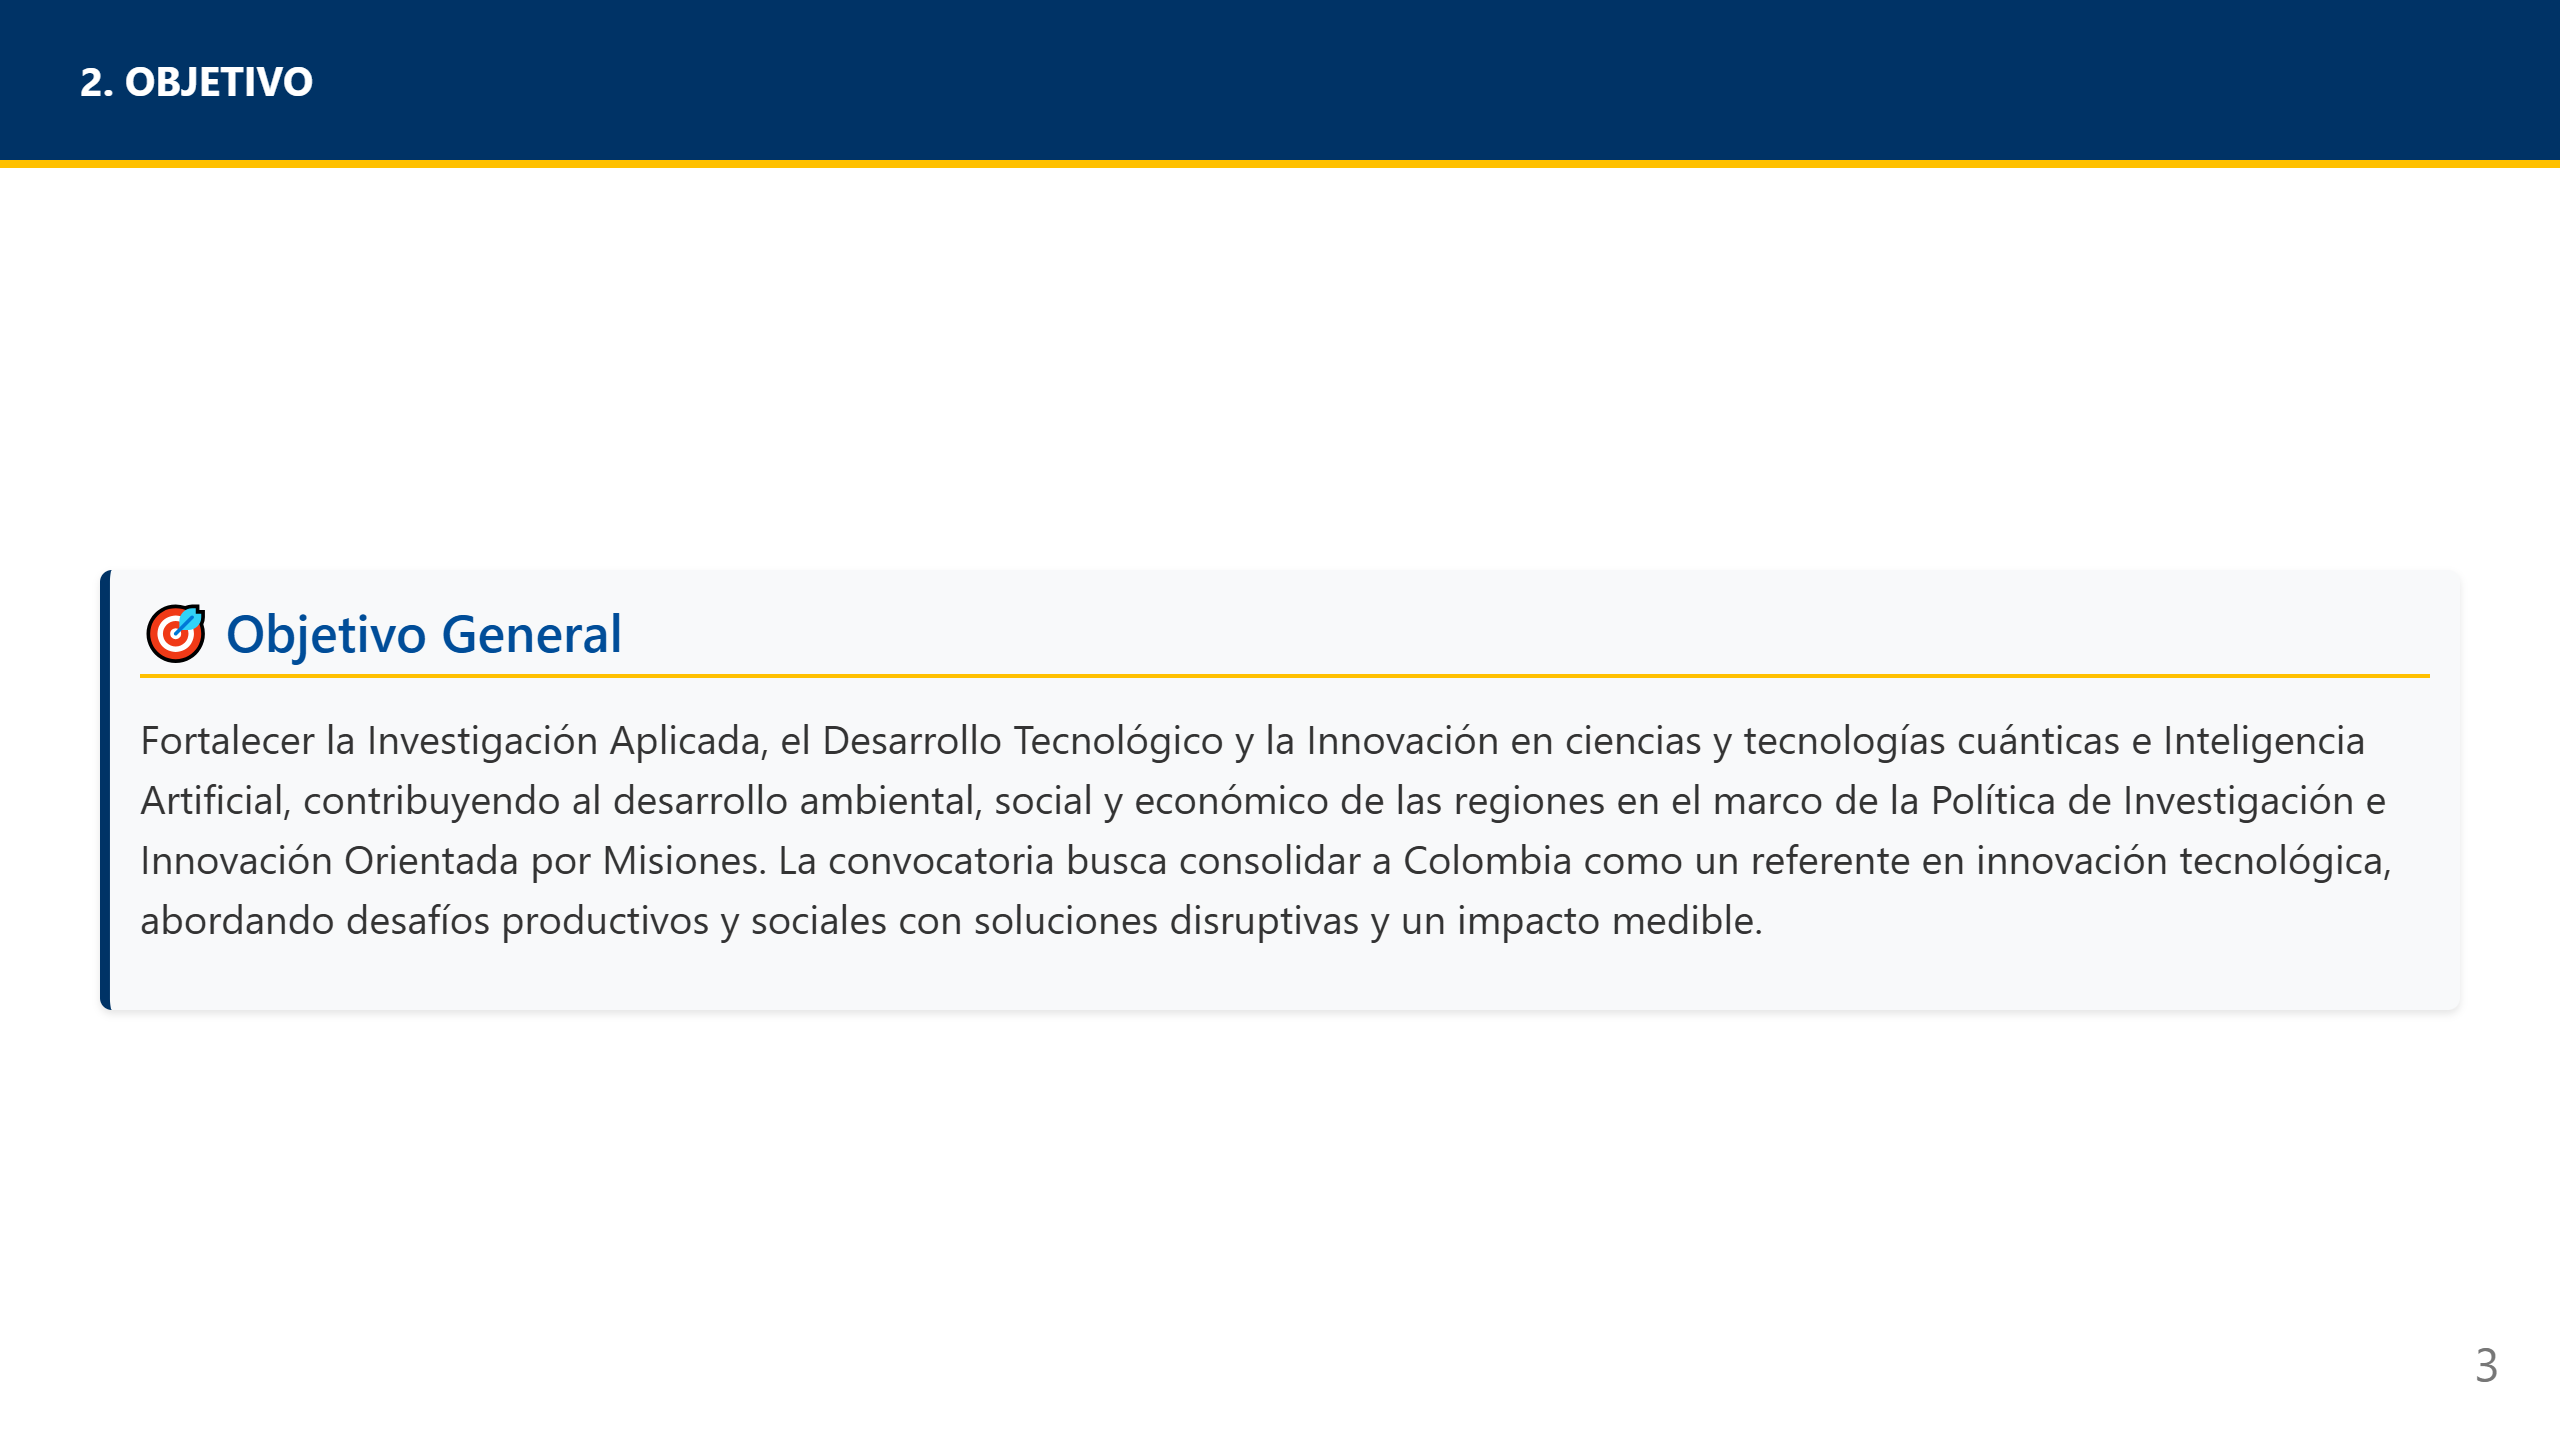 2. OBJETIVO
Objetivo General
Fortalecer la Investigación Aplicada, el Desarrollo Tecnológico y la Innovación en ciencias y tecnologías cuánticas e Inteligencia
Artificial, contribuyendo al desarrollo ambiental, social y económico de las regiones en el marco de la Política de Investigación e
Innovación Orientada por Misiones. La convocatoria busca consolidar a Colombia como un referente en innovación tecnológica,
abordando desafíos productivos y sociales con soluciones disruptivas y un impacto medible.
3